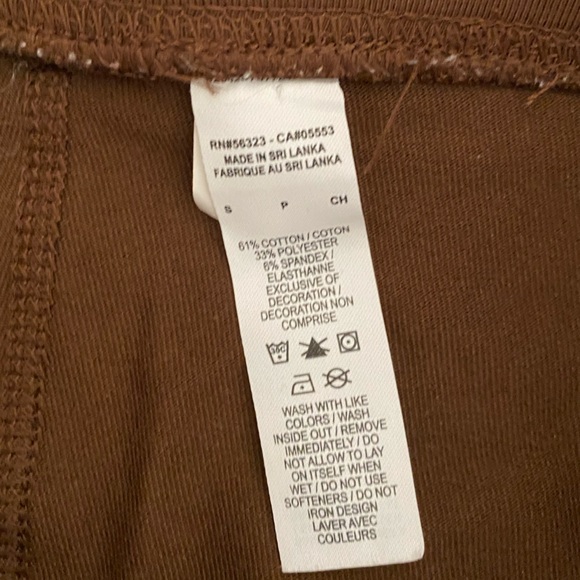 RN#56323 - CA#05553
MADE IN SRI LANKA
FABRIQUE AU SRI LANKA
S P CH
61% COTTON / COTON
33% POLYESTER
6% SPANDEX /
ELASTHANNE
EXCLUSIVE OF
DECORATION /
DECORATION NON
COMPRISE
30C
WASH WITH LIKE
COLORS / WASH
INSIDE OUT / REMOVE
IMMEDIATELY / DO
NOT ALLOW TO LAY
ON ITSELF WHEN
WET / DO NOT USE
SOFTENERS / DO NOT
IRON DESIGN
LAVER AVEC
COULEURS